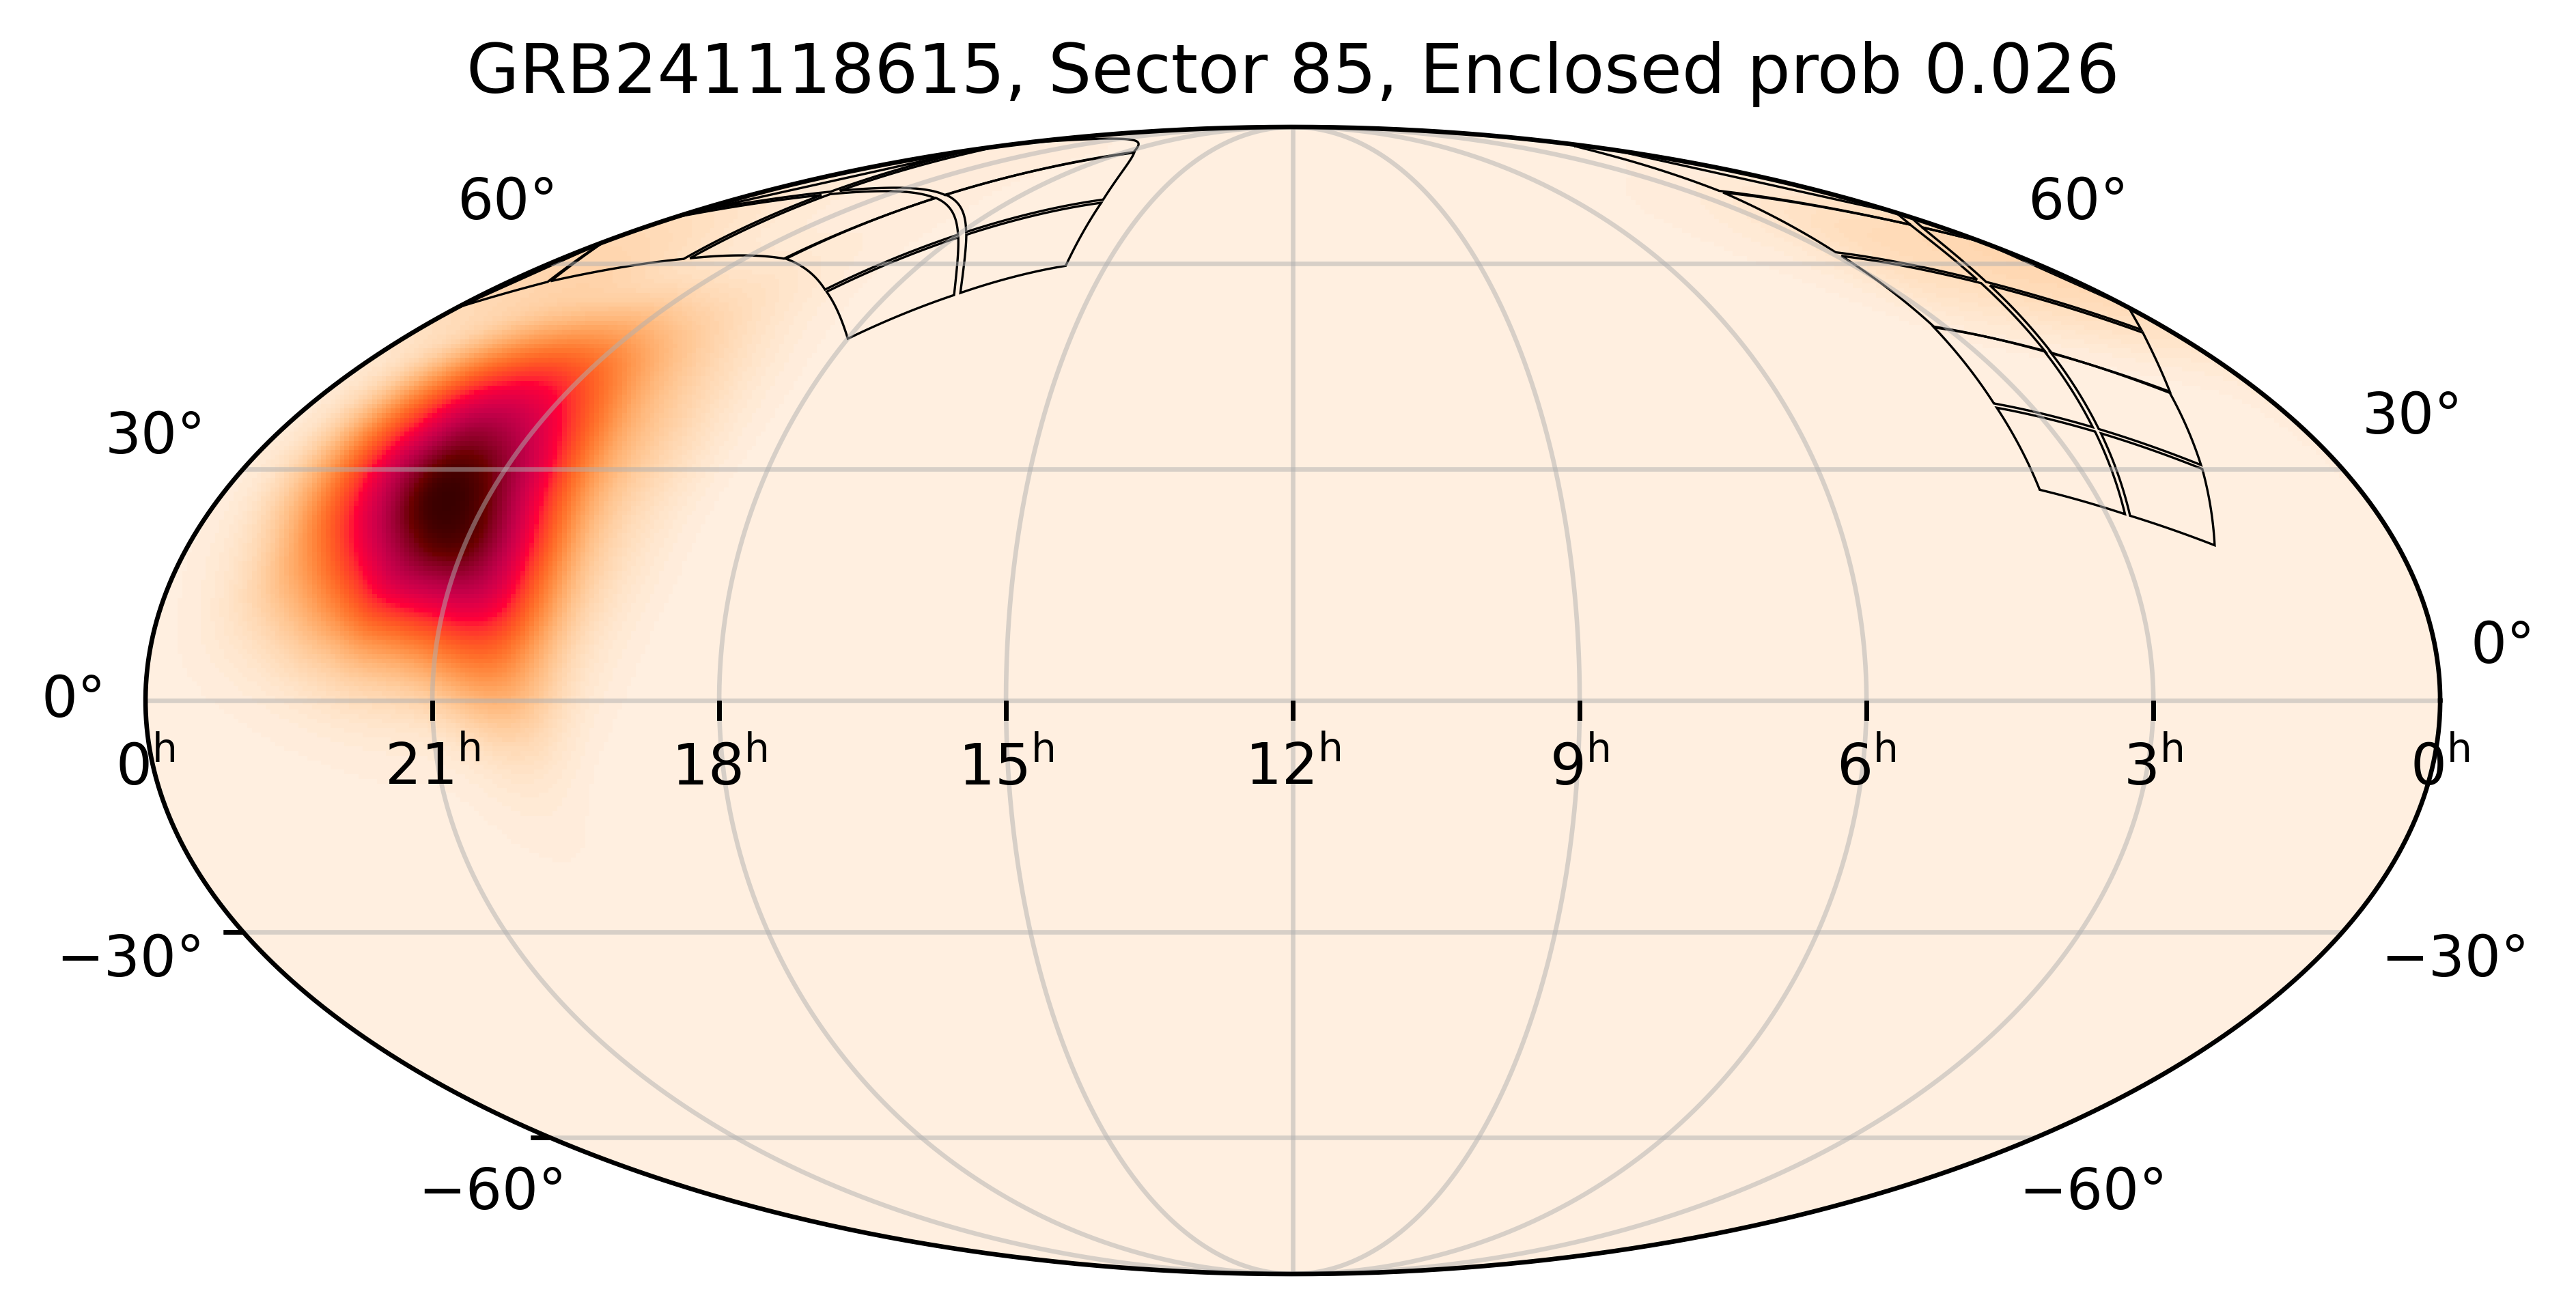 GRB241118615, Sector 85, Enclosed prob 0.026
60° 60°
30° 30°
0° 0°
0h 21h 18h 15h 12h 9h 6h 3h 0h
−30° −30°
−60° −60°